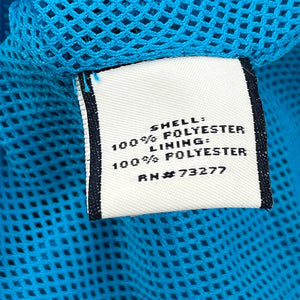 SHELL:
100% POLYESTER
LINING:
100% POLYESTER
RN#73277